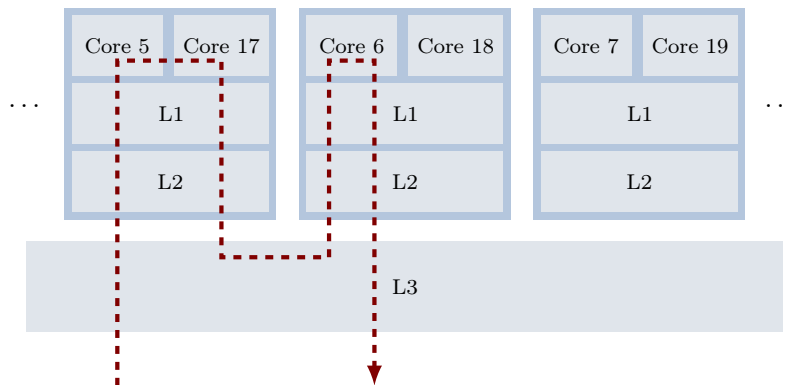 Core 5 Core 17 Core 6 Core 18 Core 7 Core 19
... L1 L1 L1 ..
L2 L2 L2
L3